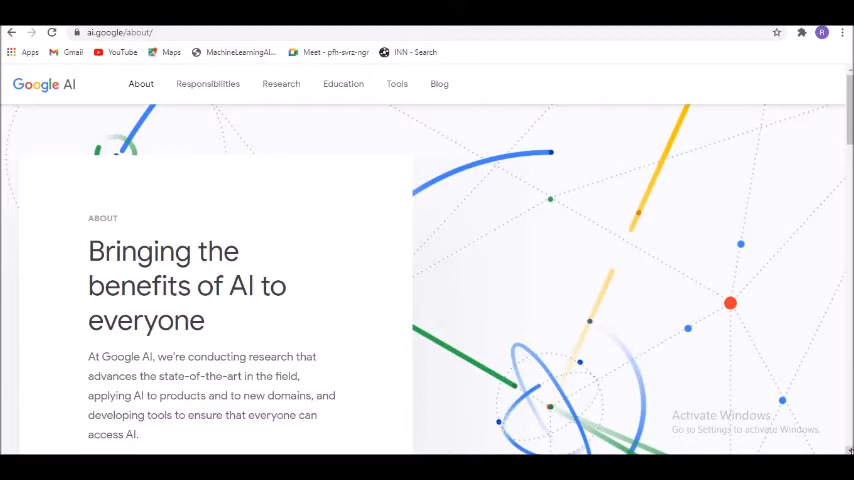 ai.google/about/
Apps Gmail YouTube Maps MachineLearningAI... Meet - pfh-svrz-ngr INN - Search
Google AI About Responsibilities Research Education Tools Blog
ABOUT
Bringing the
benefits of AI to
everyone
At Google AI, we're conducting research that
advances the state-of-the-art in the field,
applying AI to products and to new domains, and
developing tools to ensure that everyone can
access AI.
Activate Windows
Go to Settings to activate Windows.